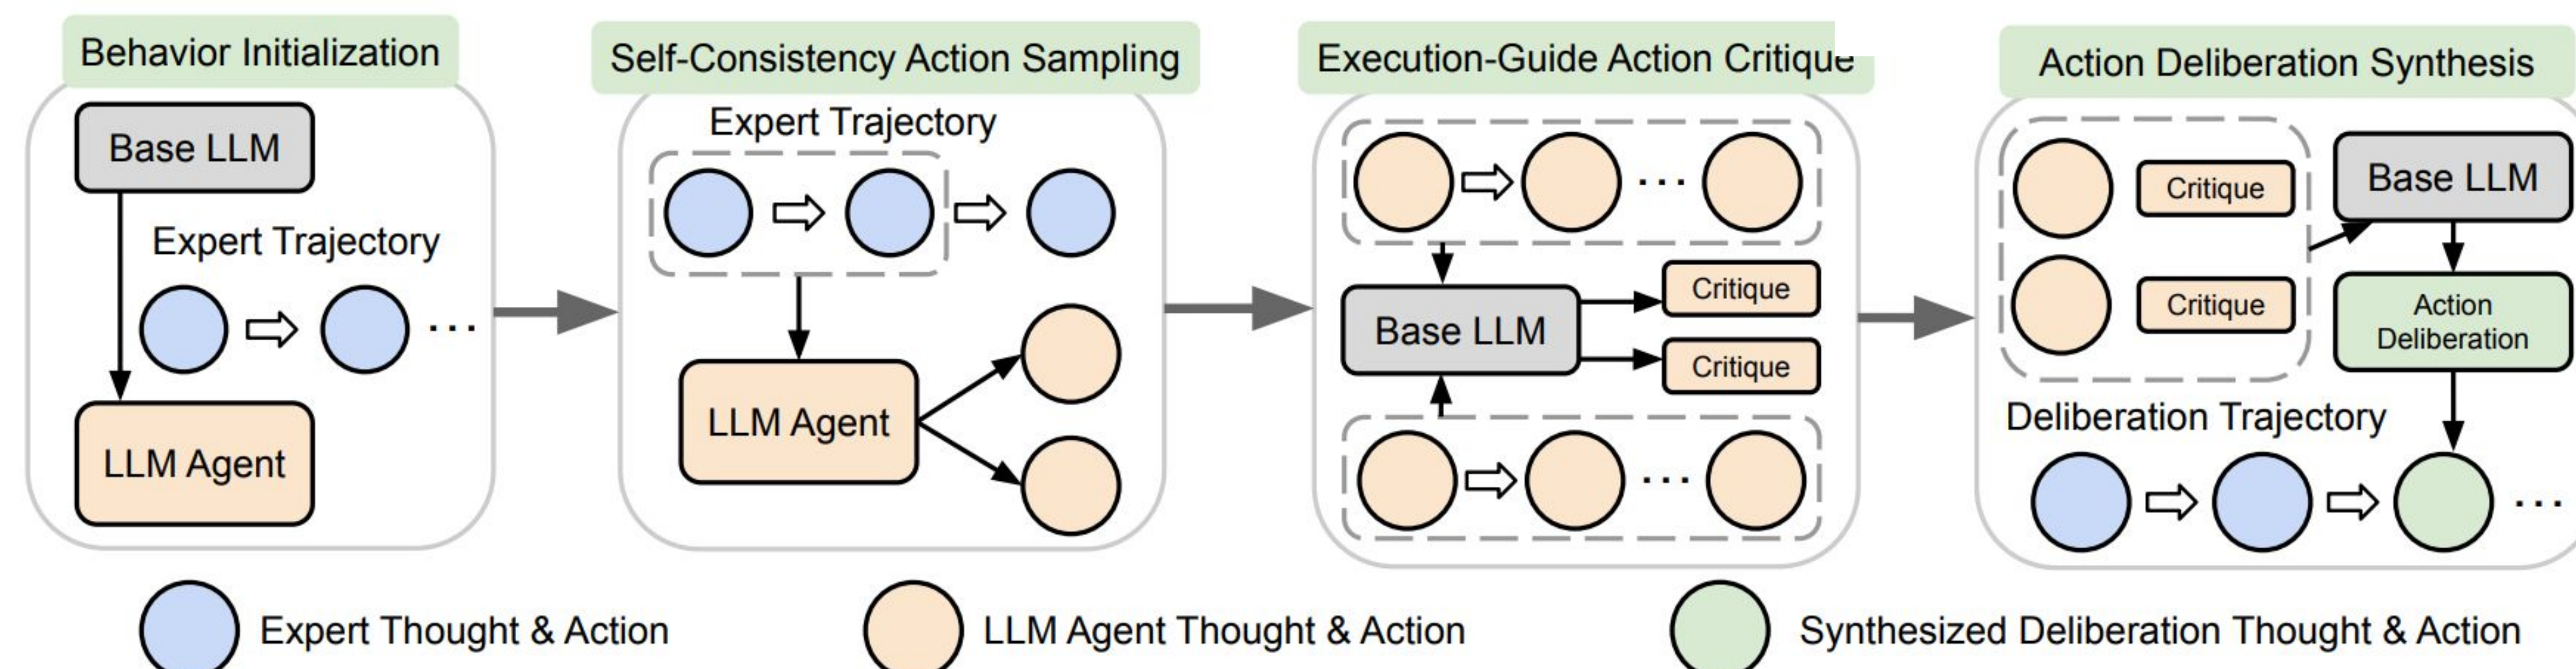 Behavior Initialization
Base LLM
Expert Trajectory
...
LLM Agent
Self-Consistency Action Sampling
Expert Trajectory
LLM Agent
Execution-Guide Action Critique
...
Base LLM
Critique
Critique
...
Action Deliberation Synthesis
Critique
Critique
Base LLM
Action
Deliberation
Deliberation Trajectory
...
Expert Thought & Action
LLM Agent Thought & Action
Synthesized Deliberation Thought & Action